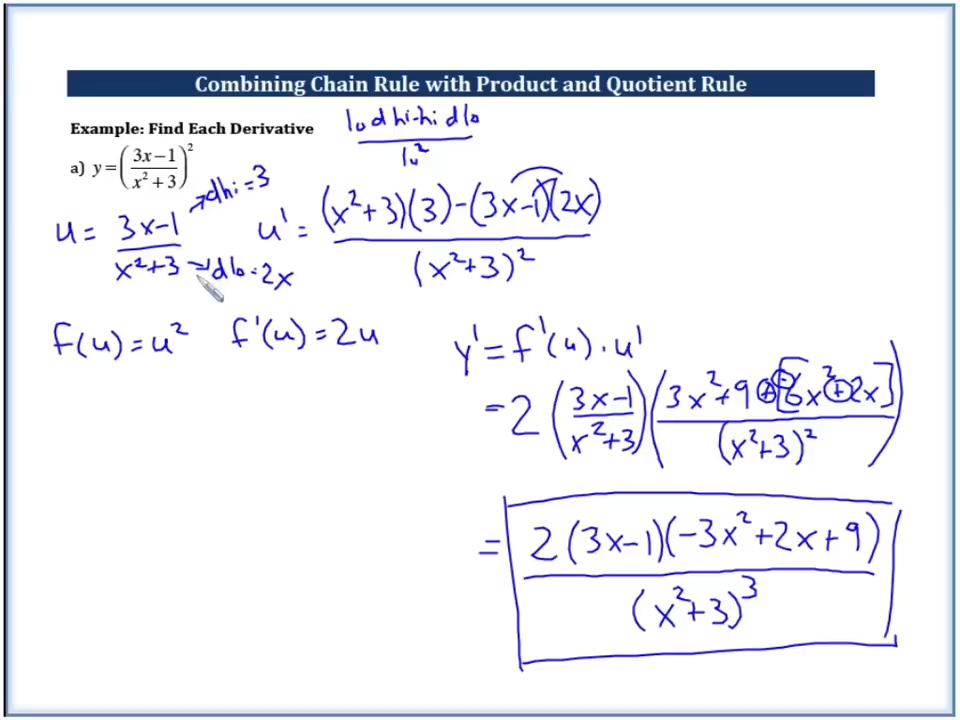 Combining Chain Rule with Product and Quotient Rule
Example: Find Each Derivative
lo d hi - hi d lo / lo²
a) y = ((3x−1)/(x²+3))²
u = (3x-1)/(x²+3) → dhi = 3 → dlo = 2x
u' = ((x²+3)(3) - (3x-1)(2x))/(x²+3)²
f(u) = u² f'(u) = 2u
y' = f'(u) · u'
= 2 ((3x-1)/(x²+3)) ((3x²+9 + [-6x² + 2x])/(x²+3)²)
= 2(3x-1)(-3x²+2x+9)/(x²+3)³